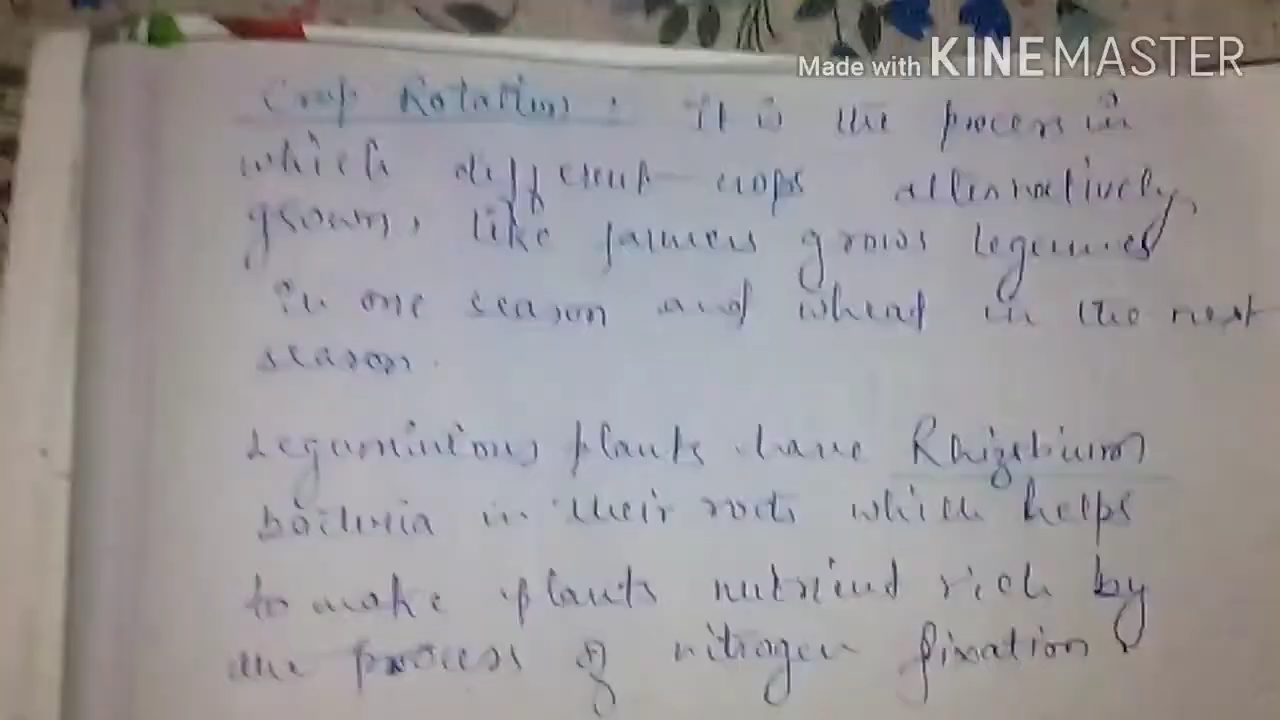 Made with KINEMASTER
Crop Rotation : it is the process in
which different crops alternatively
grown, like farmers grows legumes
in one season and wheat in the next
season.
Leguminious plants have Rhizobium
bacteria in their roots which helps
to make plants nutriend rich by
the process of nitrogen fixation